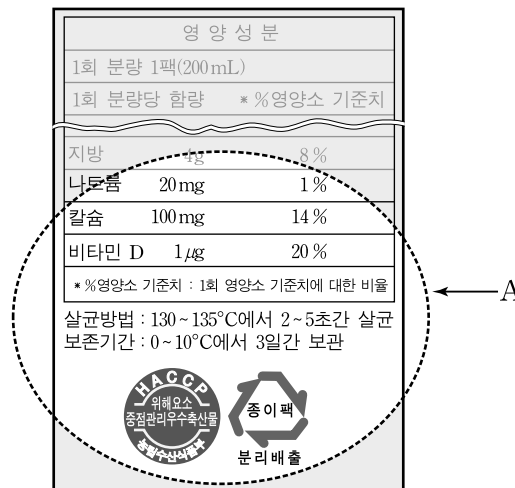 영양성분
1회 분량 1팩(200mL)
1회 분량당 함량 * %영양소 기준치
지방 4g 8%
나트륨 20mg 1%
칼슘 100mg 14%
비타민 D 1μg 20%
* %영양소 기준치 : 1회 영양소 기준치에 대한 비율
A
살균방법 : 130~135°C에서 2~5초간 살균
보존기간 : 0~10°C에서 3일간 보관
HACCP
위해요소
중점관리우수축산물
농림수산식품부
종이팩
분리배출